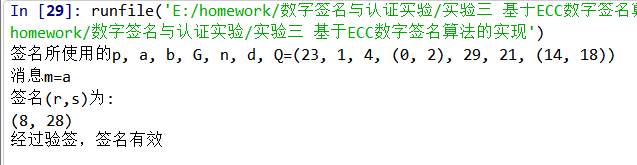 In [29]: runfile('E:/homework/数字签名与认证实验/实验三 基于ECC数字签名算
homework/数字签名与认证实验/实验三 基于ECC数字签名算法的实现')
签名所使用的p, a, b, G, n, d, Q=(23, 1, 4, (0, 2), 29, 21, (14, 18))
消息m=a
签名(r,s)为:
(8, 28)
经过验签，签名有效